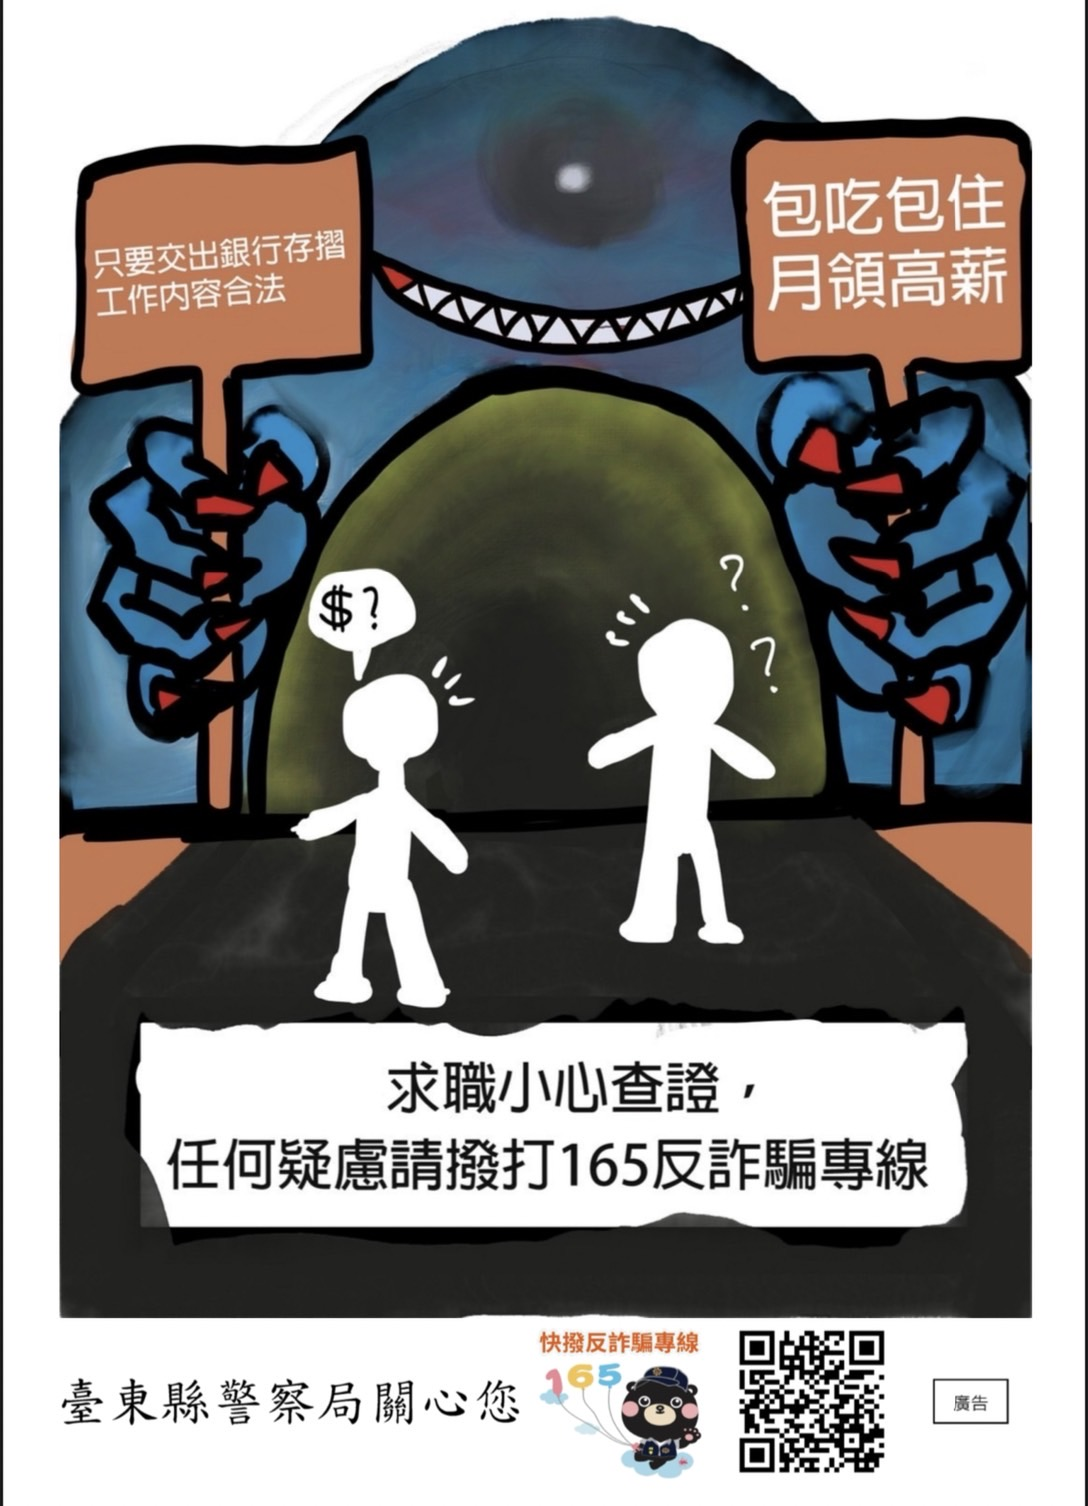 只要交出銀行存摺
工作內容合法
包吃包住
月領高薪
$?
?
?
求職小心查證，
任何疑慮請撥打165反詐騙專線
快撥反詐騙專線
165
臺東縣警察局關心您
廣告